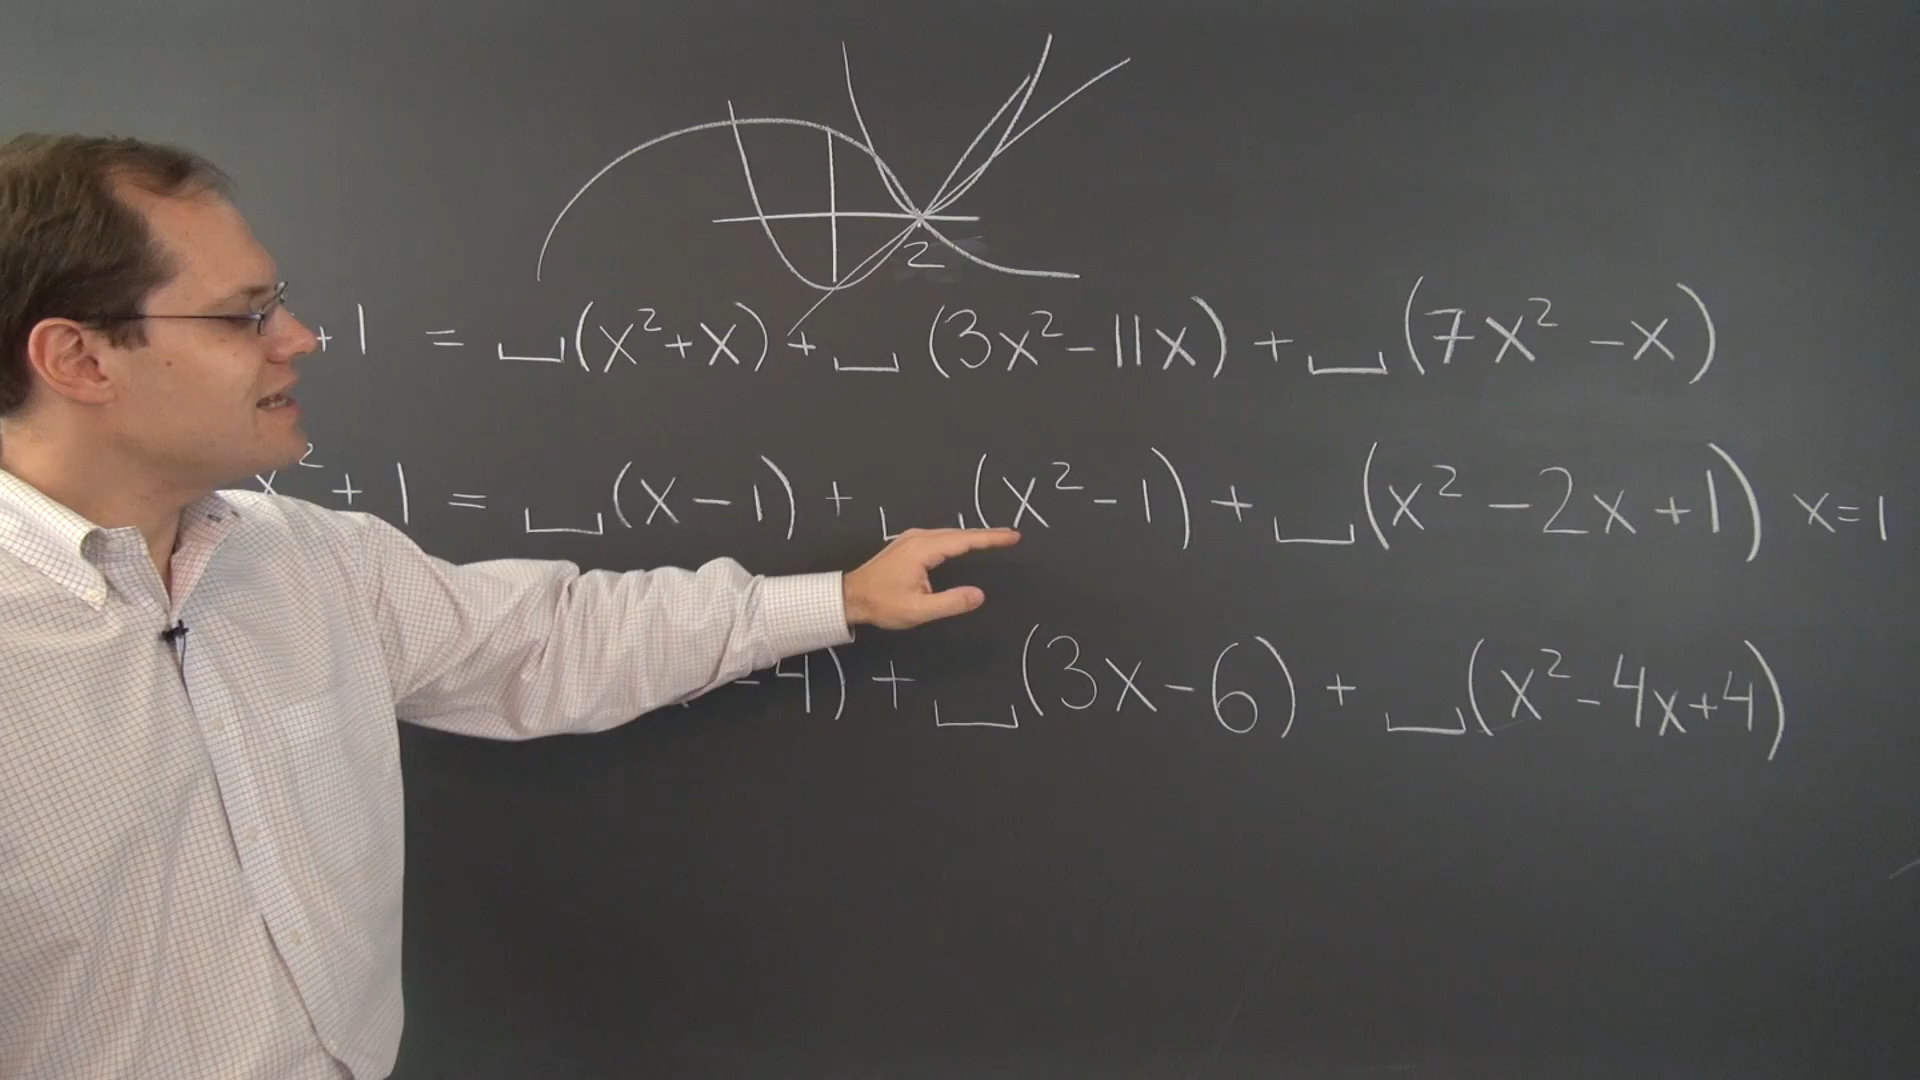 2
+1 = ⎵(x²+x) + ⎵(3x²-11x) + ⎵(7x²-x)
x²+1 = ⎵(x-1) + ⎵(x²-1) + ⎵(x²-2x+1) x=1
-4) + ⎵(3x-6) + ⎵(x²-4x+4)